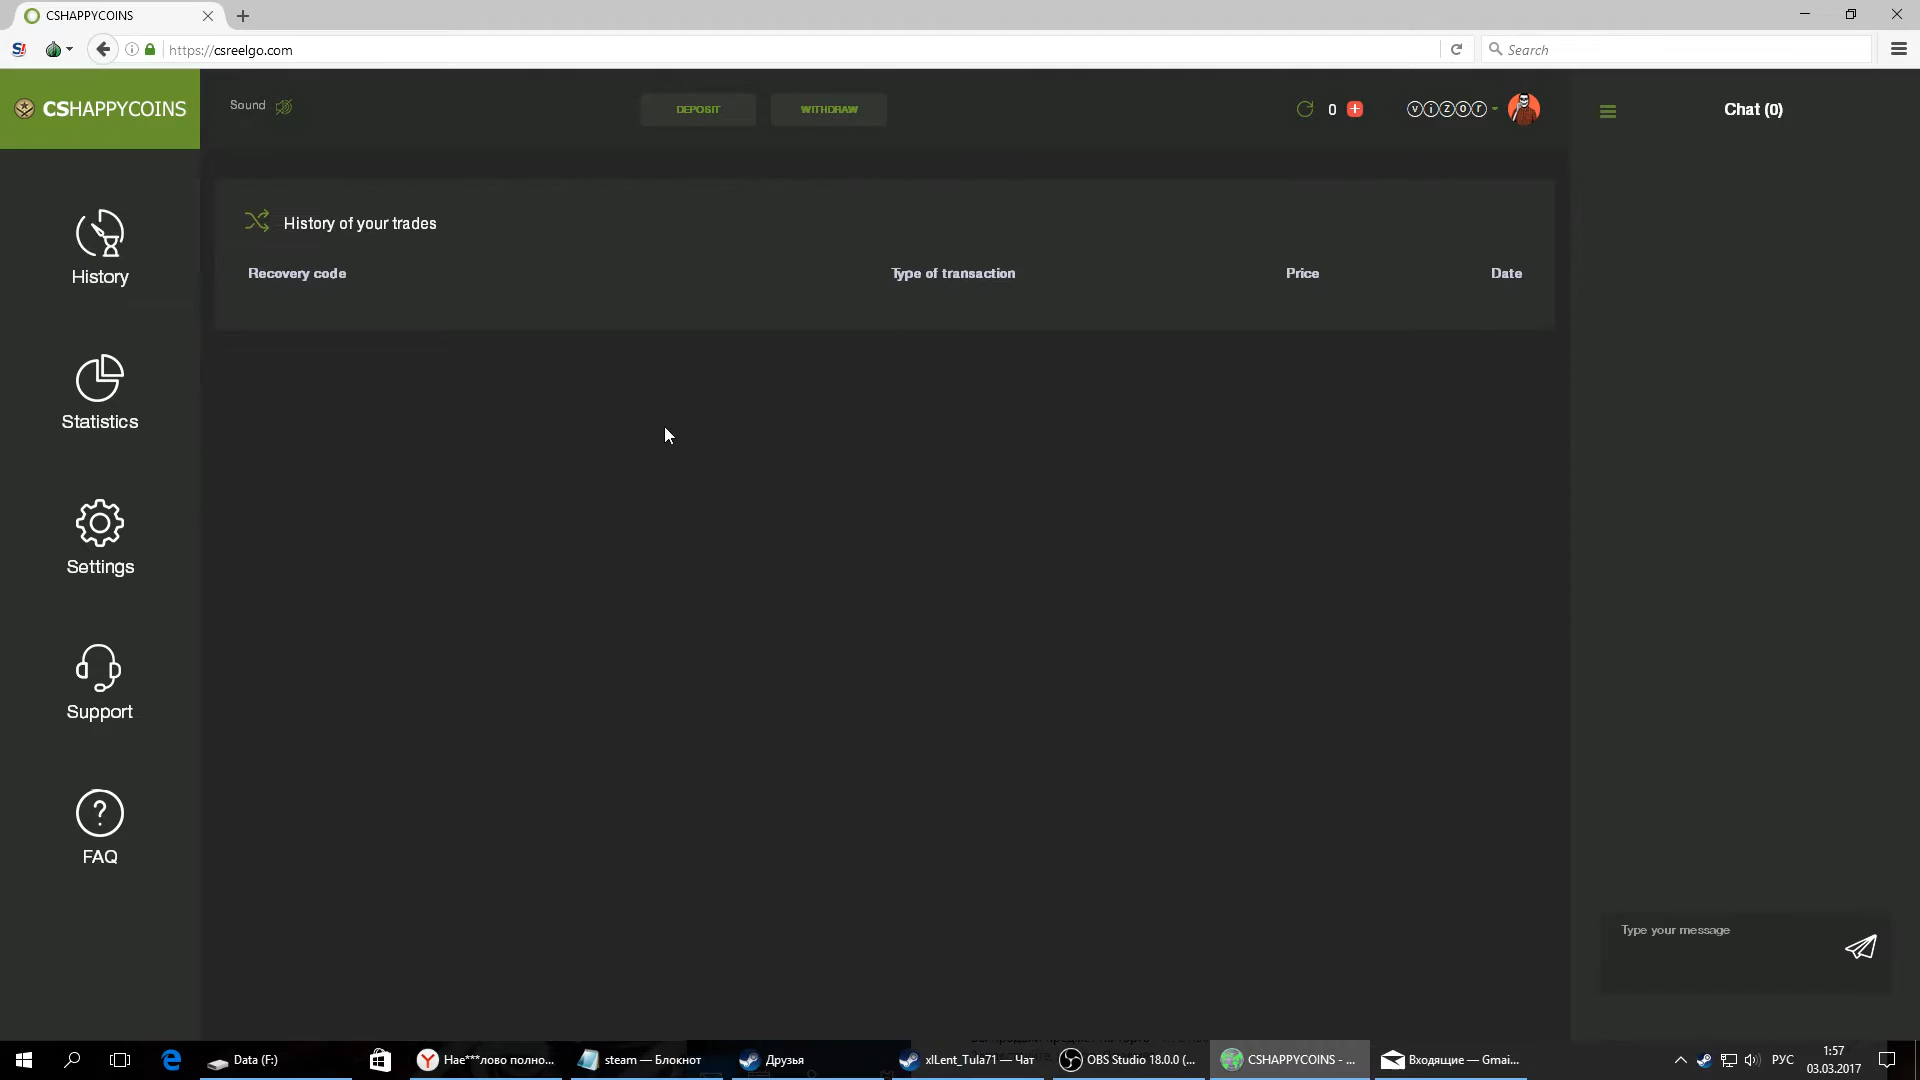 CSHAPPYCOINS
https://csreelgo.com
Search
CSHAPPYCOINS
Sound
DEPOSIT
WITHDRAW
0
ⓥⓘⓩⓞⓡ
Chat (0)
History of your trades
Recovery code
Type of transaction
Price
Date
History
Statistics
Settings
Support
FAQ
Type your message
Data (F:)
Нае***лово полно...
steam — Блокнот
Друзья
xlLent_Tula71 — Чат
OBS Studio 18.0.0 (...
CSHAPPYCOINS - ...
Входящие — Gmai...
РУС
1:57
03.03.2017